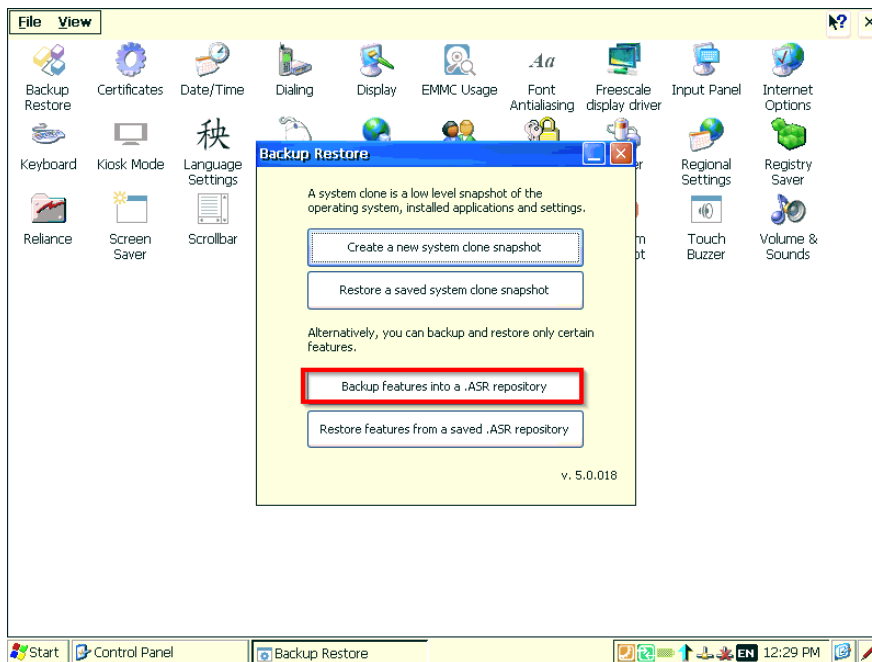 File View
Backup Restore
Certificates
Date/Time
Dialing
Display
EMMC Usage
Font Antialiasing
Freescale display driver
Input Panel
Internet Options
Keyboard
Kiosk Mode
秧
Language Settings
Regional Settings
Registry Saver
Reliance
Screen Saver
Scrollbar
Touch Buzzer
Volume & Sounds
Backup Restore
A system clone is a low level snapshot of the
operating system, installed applications and settings.
Create a new system clone snapshot
Restore a saved system clone snapshot
Alternatively, you can backup and restore only certain
features.
Backup features into a .ASR repository
Restore features from a saved .ASR repository
v. 5.0.018
Start
Control Panel
Backup Restore
EN
12:29 PM